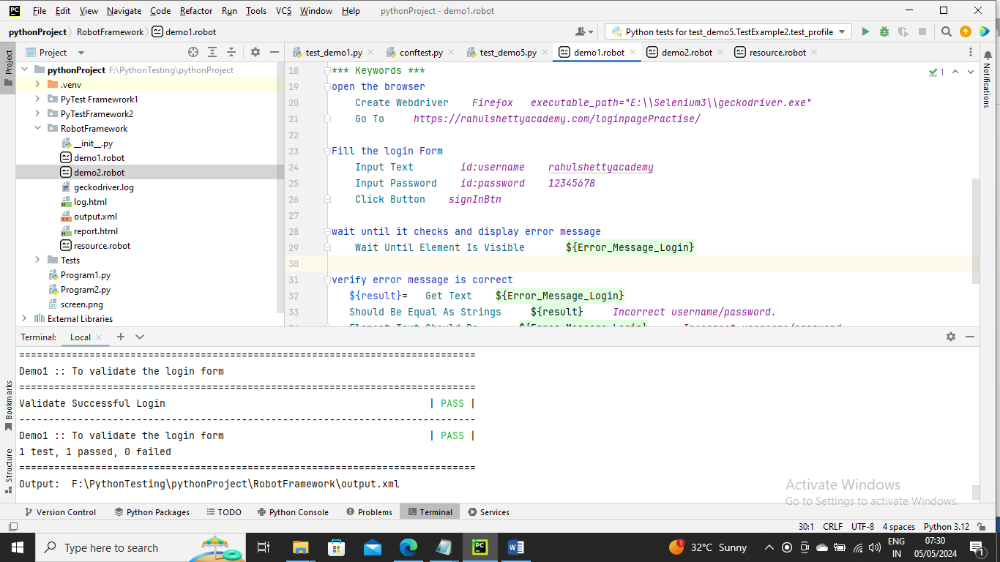 PC File Edit View Navigate Code Refactor Run Tools VCS Window Help pythonProject - demo1.robot
pythonProject RobotFramework demo1.robot Python tests for test_demo5.TestExample2.test_profile
Project
Project
pythonProject F:\PythonTesting\pythonProject
.venv
PyTest Framewrork1
PyTestFramework2
RobotFramework
__init__.py
demo1.robot
demo2.robot
geckodriver.log
log.html
output.xml
report.html
resource.robot
Tests
Program1.py
Program2.py
screen.png
External Libraries
test_demo1.py conftest.py test_demo5.py demo1.robot demo2.robot resource.robot
Notifications
1
18 *** Keywords ***
19 open the browser
20 Create Webdriver Firefox executable_path="E:\\Selenium3\\geckodriver.exe"
21 Go To https://rahulshettyacademy.com/loginpagePractise/
22
23 Fill the login Form
24 Input Text id:username rahulshettyacademy
25 Input Password id:password 12345678
26 Click Button signInBtn
27
28 wait until it checks and display error message
29 Wait Until Element Is Visible ${Error_Message_Login}
30
31 verify error message is correct
32 ${result}= Get Text ${Error_Message_Login}
33 Should Be Equal As Strings ${result} Incorrect username/password.
Terminal: Local
==============================================================================
Demo1 :: To validate the login form
==============================================================================
Validate Successful Login | PASS |
------------------------------------------------------------------------------
Demo1 :: To validate the login form | PASS |
1 test, 1 passed, 0 failed
==============================================================================
Output: F:\PythonTesting\pythonProject\RobotFramework\output.xml
Bookmarks
Structure
Activate Windows
Go to Settings to activate Windows.
Version Control Python Packages TODO Python Console Problems Terminal Services
30:1 CRLF UTF-8 4 spaces Python 3.12
Type here to search
PC
1 32°C Sunny
ENG
IN
07:30
05/05/2024
1